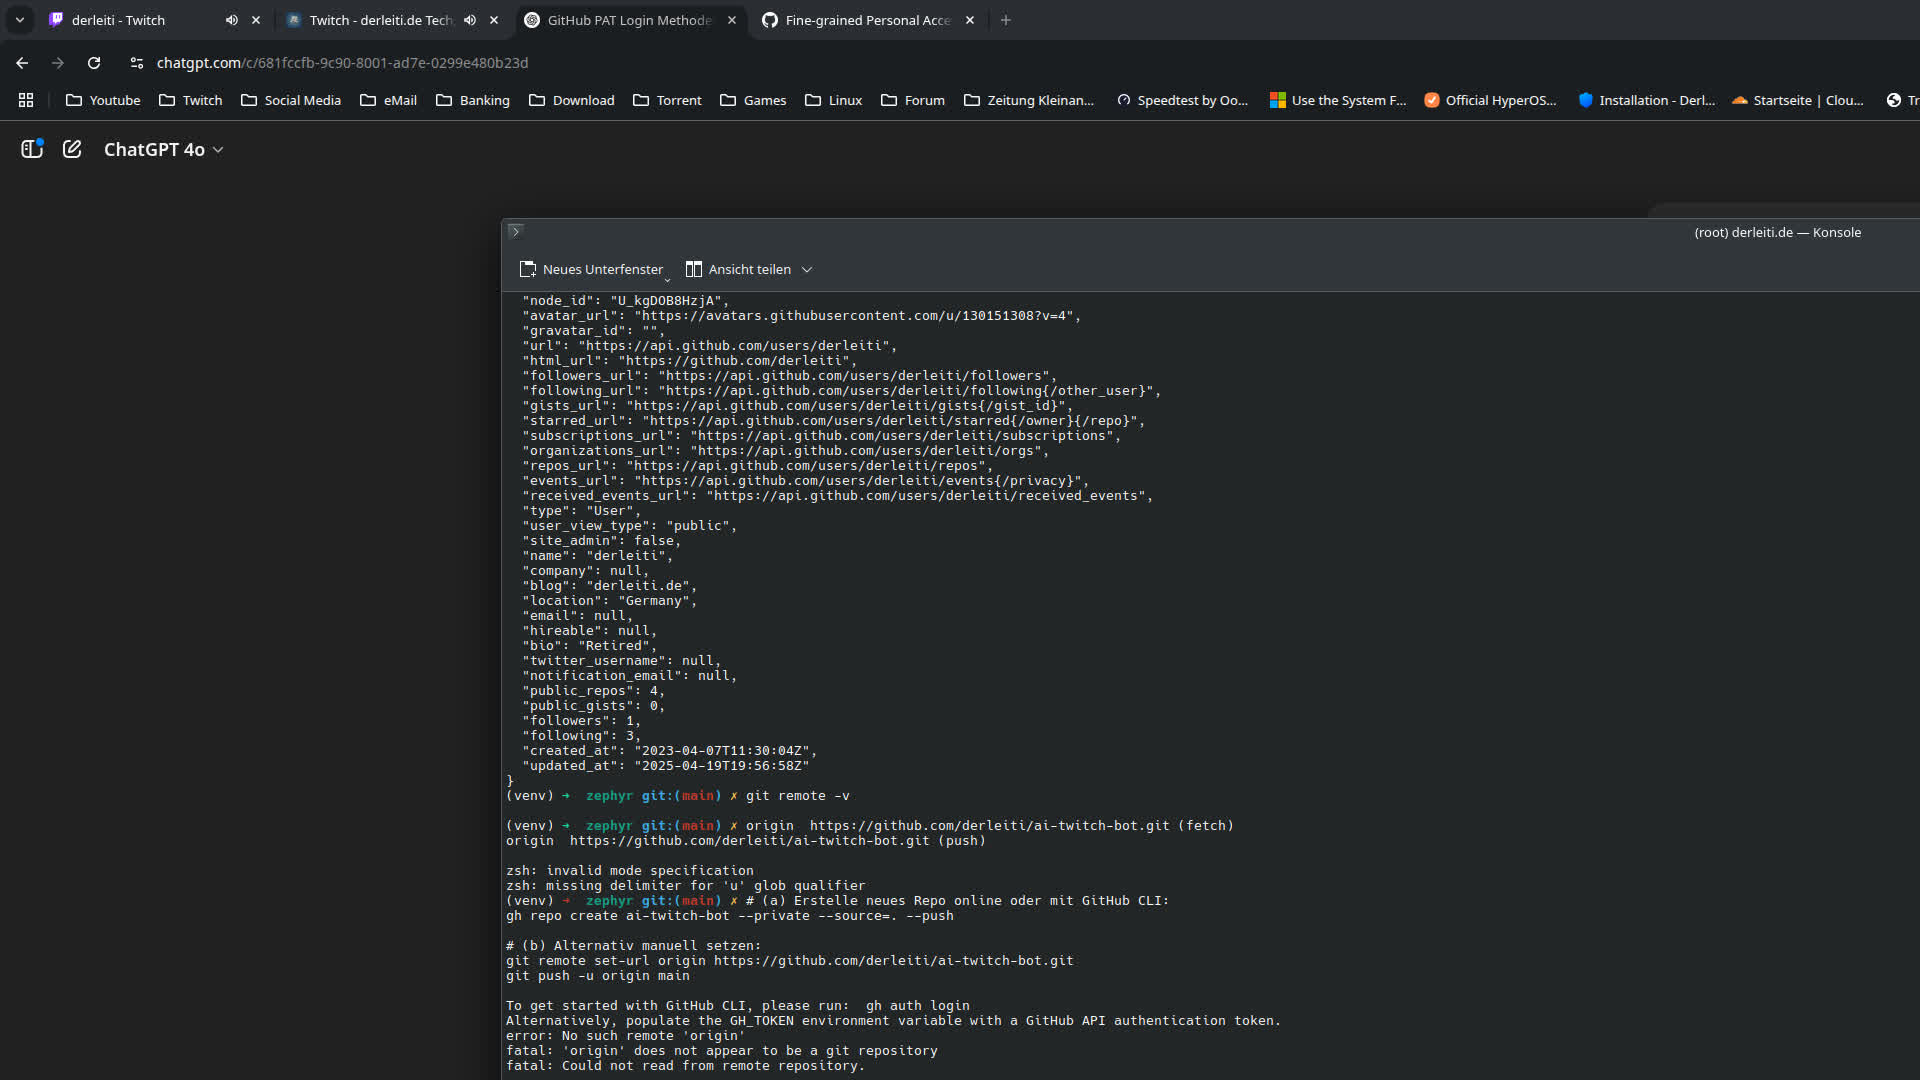 derleiti - Twitch
Twitch - derleiti.de Tech
GitHub PAT Login Methode
Fine-grained Personal Acce
chatgpt.com/c/681fccfb-9c90-8001-ad7e-0299e480b23d
Youtube
Twitch
Social Media
eMail
Banking
Download
Torrent
Games
Linux
Forum
Zeitung Kleinan...
Speedtest by Oo...
Use the System F...
Official HyperOS...
Installation - Derl...
Startseite | Clou...
Tr
ChatGPT 4o
(root) derleiti.de — Konsole
Neues Unterfenster
Ansicht teilen
"node_id": "U_kgDOB8HzjA",
"avatar_url": "https://avatars.githubusercontent.com/u/130151308?v=4",
"gravatar_id": "",
"url": "https://api.github.com/users/derleiti",
"html_url": "https://github.com/derleiti",
"followers_url": "https://api.github.com/users/derleiti/followers",
"following_url": "https://api.github.com/users/derleiti/following{/other_user}",
"gists_url": "https://api.github.com/users/derleiti/gists{/gist_id}",
"starred_url": "https://api.github.com/users/derleiti/starred{/owner}{/repo}",
"subscriptions_url": "https://api.github.com/users/derleiti/subscriptions",
"organizations_url": "https://api.github.com/users/derleiti/orgs",
"repos_url": "https://api.github.com/users/derleiti/repos",
"events_url": "https://api.github.com/users/derleiti/events{/privacy}",
"received_events_url": "https://api.github.com/users/derleiti/received_events",
"type": "User",
"user_view_type": "public",
"site_admin": false,
"name": "derleiti",
"company": null,
"blog": "derleiti.de",
"location": "Germany",
"email": null,
"hireable": null,
"bio": "Retired",
"twitter_username": null,
"notification_email": null,
"public_repos": 4,
"public_gists": 0,
"followers": 1,
"following": 3,
"created_at": "2023-04-07T11:30:04Z",
"updated_at": "2025-04-19T19:56:58Z"
}
(venv) ➜  zephyr git:(main) ✗ git remote -v
(venv) ➜  zephyr git:(main) ✗ origin  https://github.com/derleiti/ai-twitch-bot.git (fetch)
origin  https://github.com/derleiti/ai-twitch-bot.git (push)
zsh: invalid mode specification
zsh: missing delimiter for 'u' glob qualifier
(venv) ➜  zephyr git:(main) ✗ # (a) Erstelle neues Repo online oder mit GitHub CLI:
gh repo create ai-twitch-bot --private --source=. --push
# (b) Alternativ manuell setzen:
git remote set-url origin https://github.com/derleiti/ai-twitch-bot.git
git push -u origin main
To get started with GitHub CLI, please run:  gh auth login
Alternatively, populate the GH_TOKEN environment variable with a GitHub API authentication token.
error: No such remote 'origin'
fatal: 'origin' does not appear to be a git repository
fatal: Could not read from remote repository.